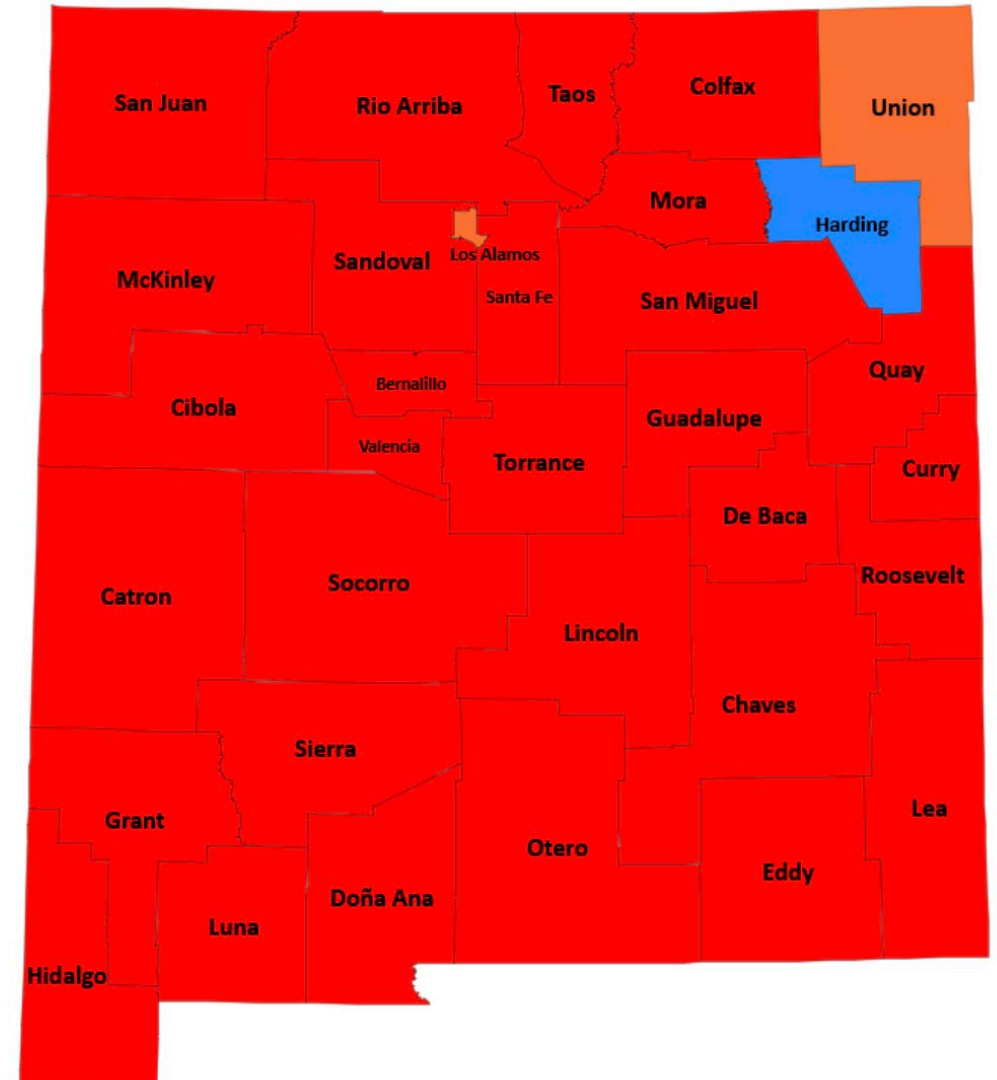 San Juan
Rio Arriba
Taos
Colfax
Union
Mora
Harding
McKinley
Sandoval
Los Alamos
Santa Fe
San Miguel
Quay
Bernalillo
Cibola
Guadalupe
Valencia
Torrance
Curry
De Baca
Catron
Socorro
Roosevelt
Lincoln
Chaves
Sierra
Grant
Lea
Otero
Eddy
Doña Ana
Luna
Hidalgo